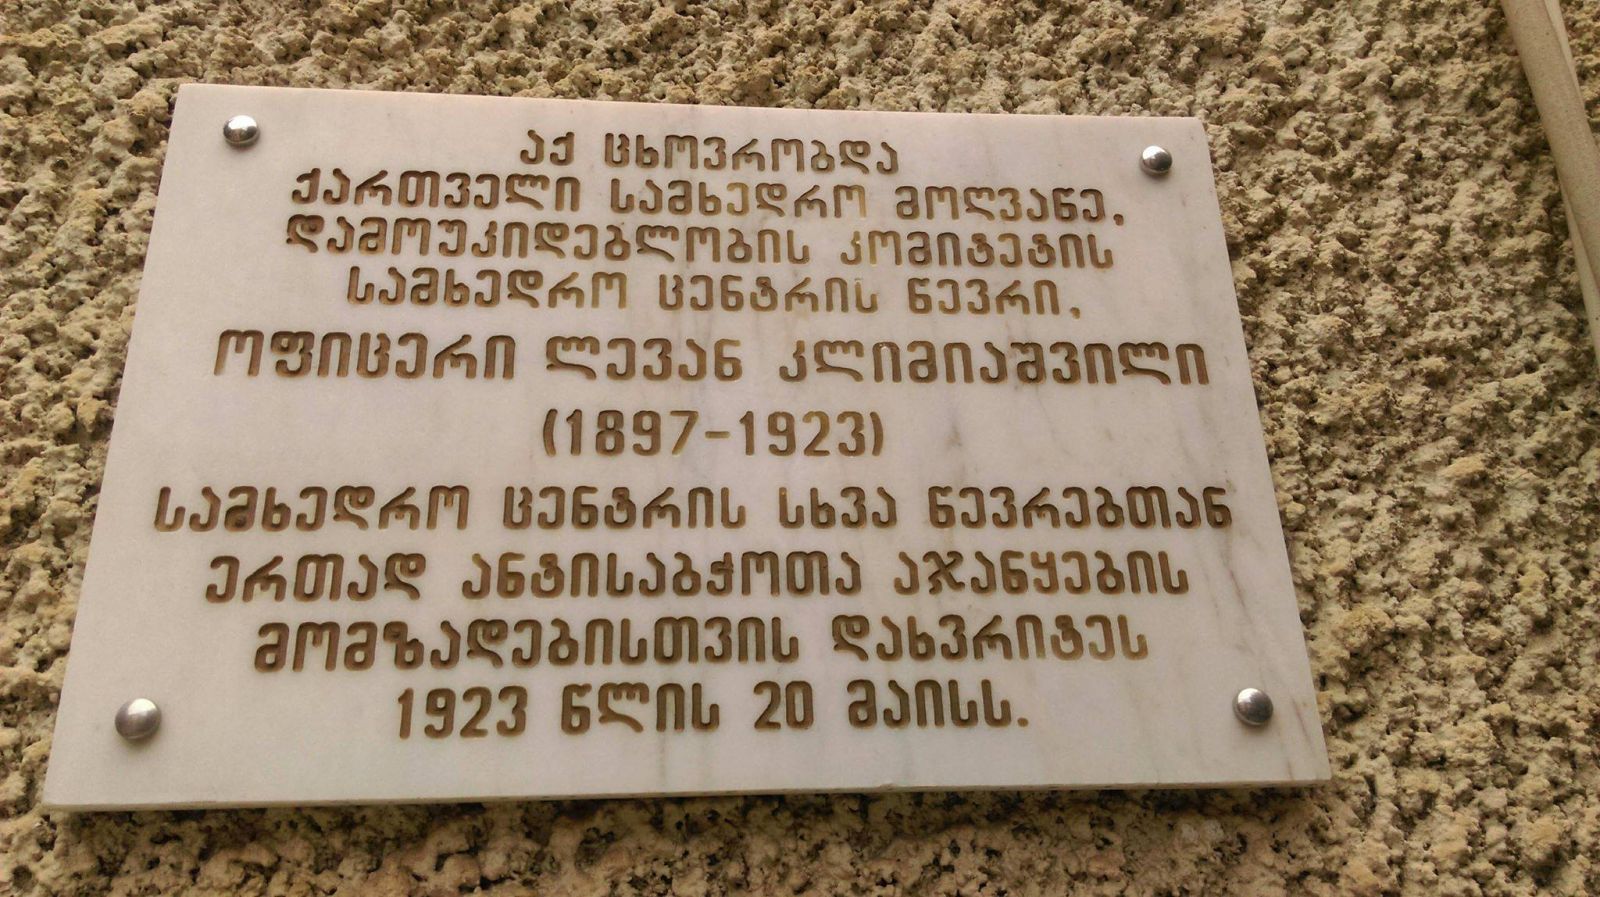 აქ ცხოვრობდა
ქართველი სამხედრო მოღვაწე,
დამოუკიდებლობის კომიტეტის
სამხედრო ცენტრის წევრი,
ოფიცერი ლევან კლიმიაშვილი
(1897-1923)
სამხედრო ცენტრის სხვა წევრებთან
ერთად ანტისაბჭოთა აჯანყების
მომზადებისთვის დახვრიტეს
1923 წლის 20 მაისს.